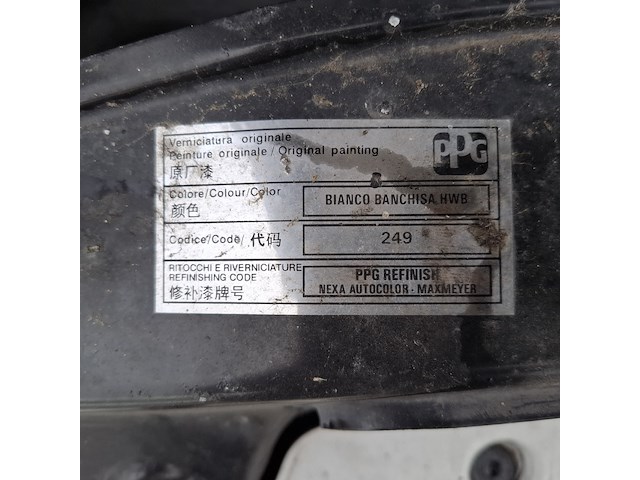 Verniciatura originale
Peinture originale / Original painting
原厂漆
PPG
Colore/Colour/Color
颜色
BIANCO BANCHISA HWB
Codice/Code/代码
249
RITOCCHI E RIVERNICIATURE
REFINISHING CODE
修补漆牌号
PPG REFINISH
NEXA AUTOCOLOR - MAXMEYER